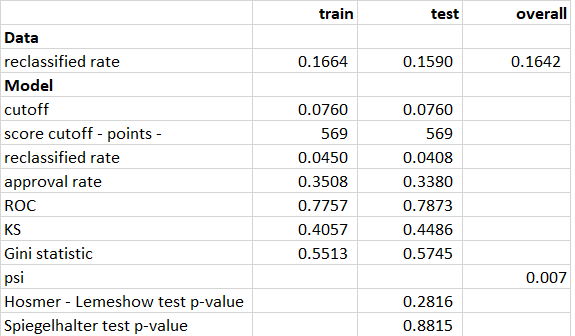 train test overall
Data
reclassified rate 0.1664 0.1590 0.1642
Model
cutoff 0.0760 0.0760
score cutoff - points - 569 569
reclassified rate 0.0450 0.0408
approval rate 0.3508 0.3380
ROC 0.7757 0.7873
KS 0.4057 0.4486
Gini statistic 0.5513 0.5745
psi 0.007
Hosmer - Lemeshow test p-value 0.2816
Spiegelhalter test p-value 0.8815